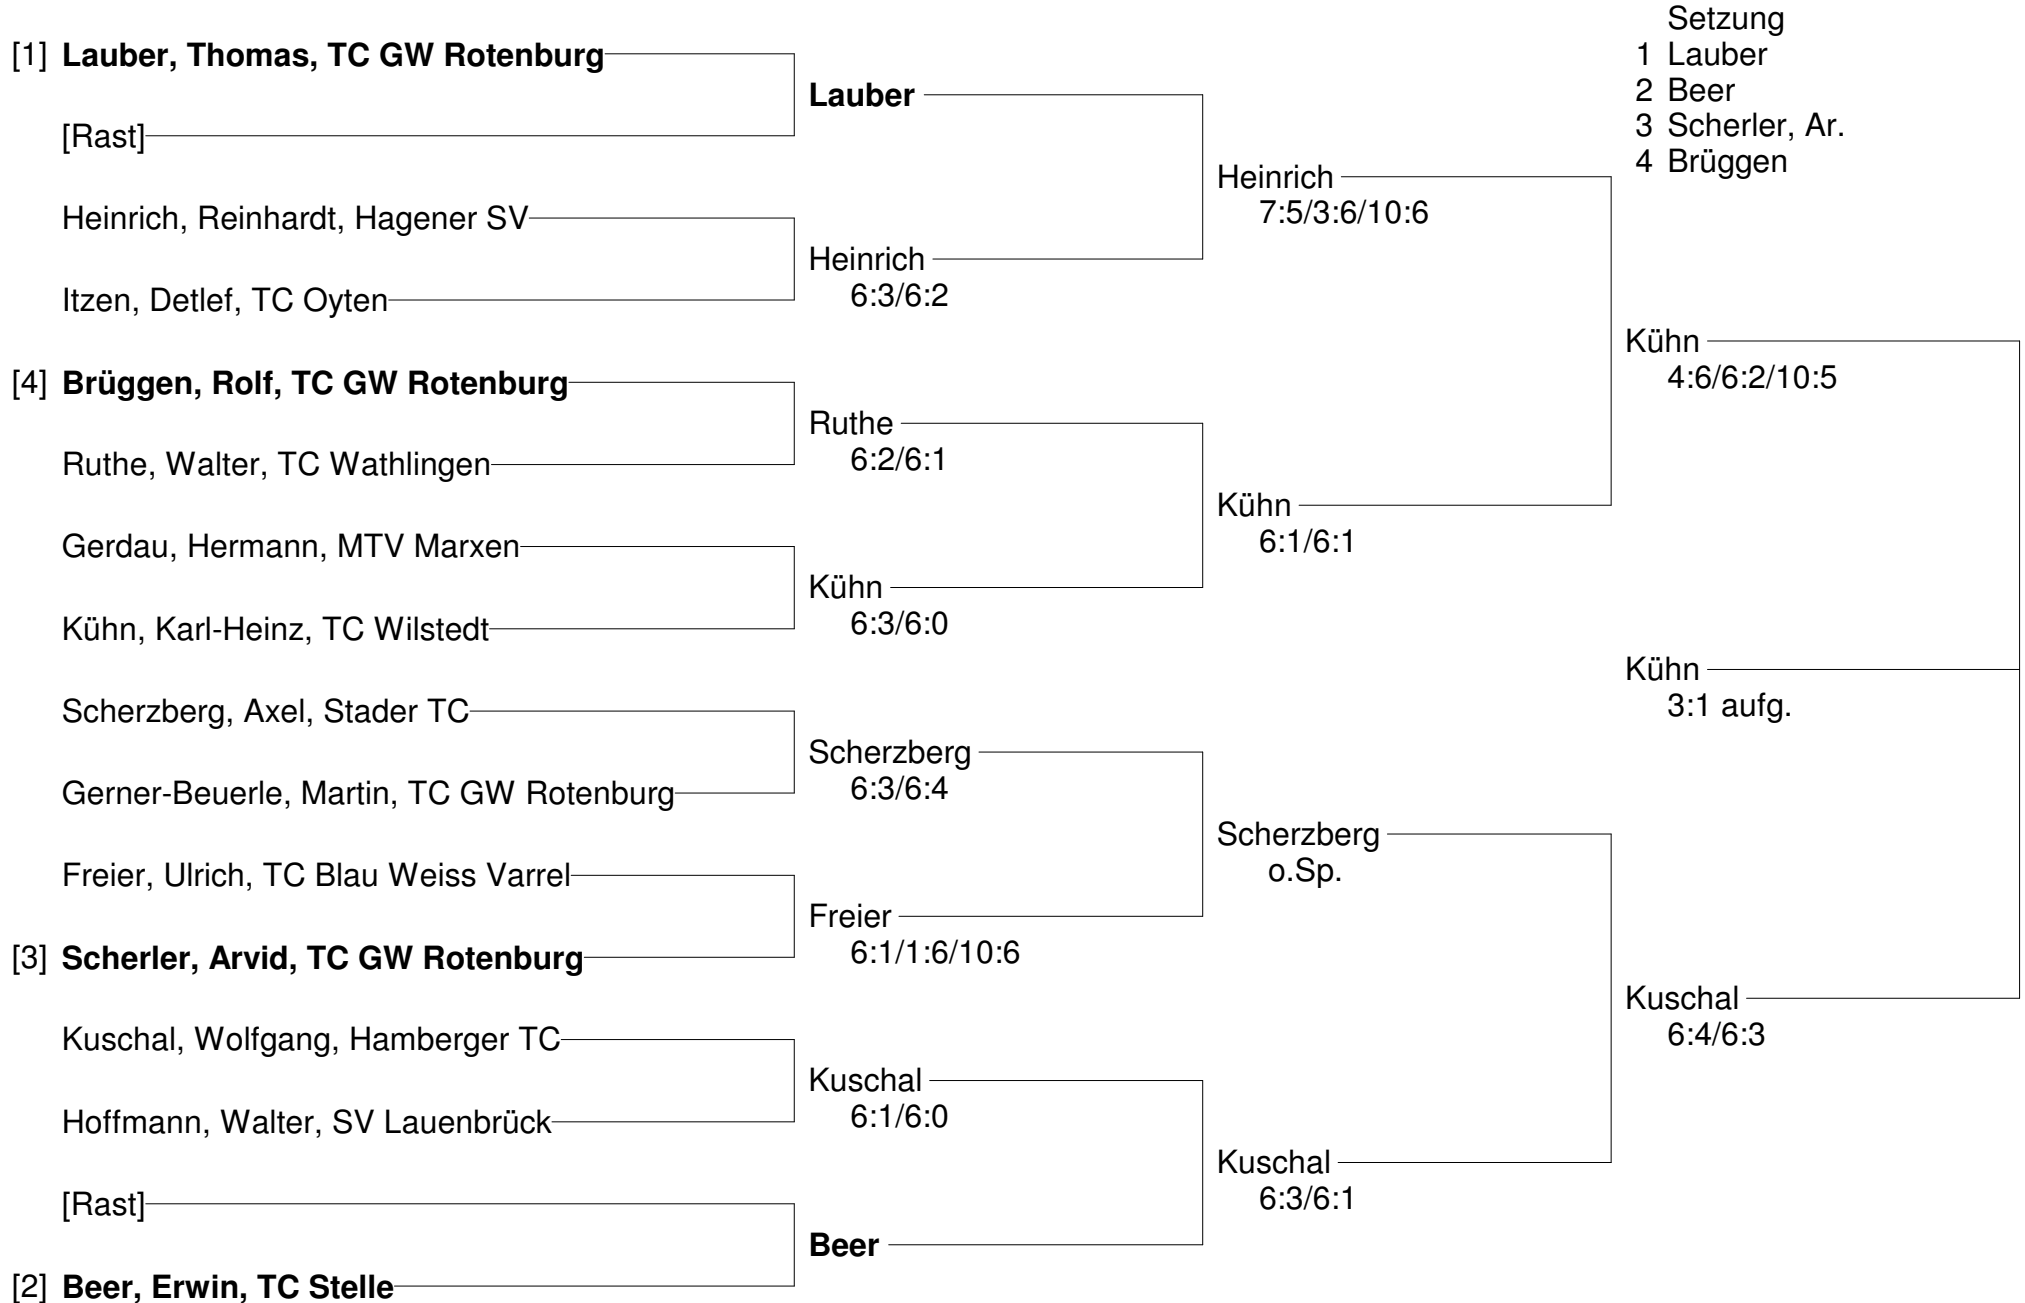 Setzung
1 Lauber
2 Beer
3 Scherler, Ar.
4 Brüggen
[1] Lauber, Thomas, TC GW Rotenburg
[Rast]
Heinrich, Reinhardt, Hagener SV
Itzen, Detlef, TC Oyten
[4] Brüggen, Rolf, TC GW Rotenburg
Ruthe, Walter, TC Wathlingen
Gerdau, Hermann, MTV Marxen
Kühn, Karl-Heinz, TC Wilstedt
Scherzberg, Axel, Stader TC
Gerner-Beuerle, Martin, TC GW Rotenburg
Freier, Ulrich, TC Blau Weiss Varrel
[3] Scherler, Arvid, TC GW Rotenburg
Kuschal, Wolfgang, Hamberger TC
Hoffmann, Walter, SV Lauenbrück
[Rast]
[2] Beer, Erwin, TC Stelle
Lauber
Heinrich
6:3/6:2
Ruthe
6:2/6:1
Kühn
6:3/6:0
Scherzberg
6:3/6:4
Freier
6:1/1:6/10:6
Kuschal
6:1/6:0
Beer
Heinrich
7:5/3:6/10:6
Kühn
6:1/6:1
Scherzberg
o.Sp.
Kuschal
6:3/6:1
Kühn
4:6/6:2/10:5
Kühn
3:1 aufg.
Kuschal
6:4/6:3